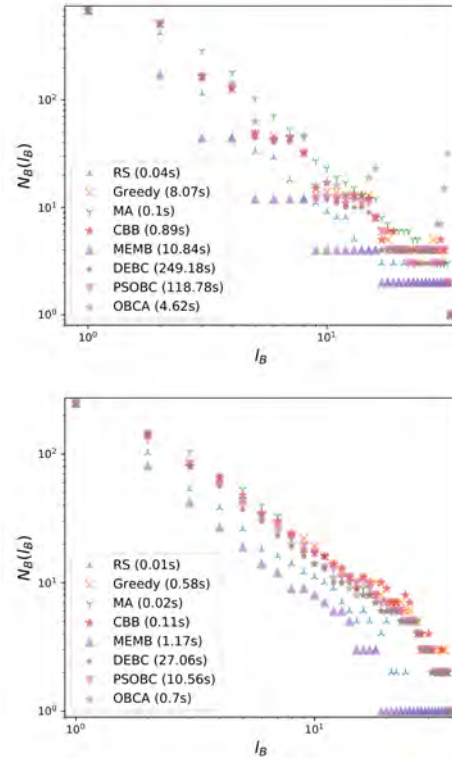 10²
10¹
10⁰
N_B(l_B)
RS (0.04s)
Greedy (8.07s)
MA (0.1s)
CBB (0.89s)
MEMB (10.84s)
DEBC (249.18s)
PSOBC (118.78s)
OBCA (4.62s)
10⁰ 10¹
l_B
10²
10¹
10⁰
N_B(l_B)
RS (0.01s)
Greedy (0.58s)
MA (0.02s)
CBB (0.11s)
MEMB (1.17s)
DEBC (27.06s)
PSOBC (10.56s)
OBCA (0.7s)
10⁰ 10¹
l_B